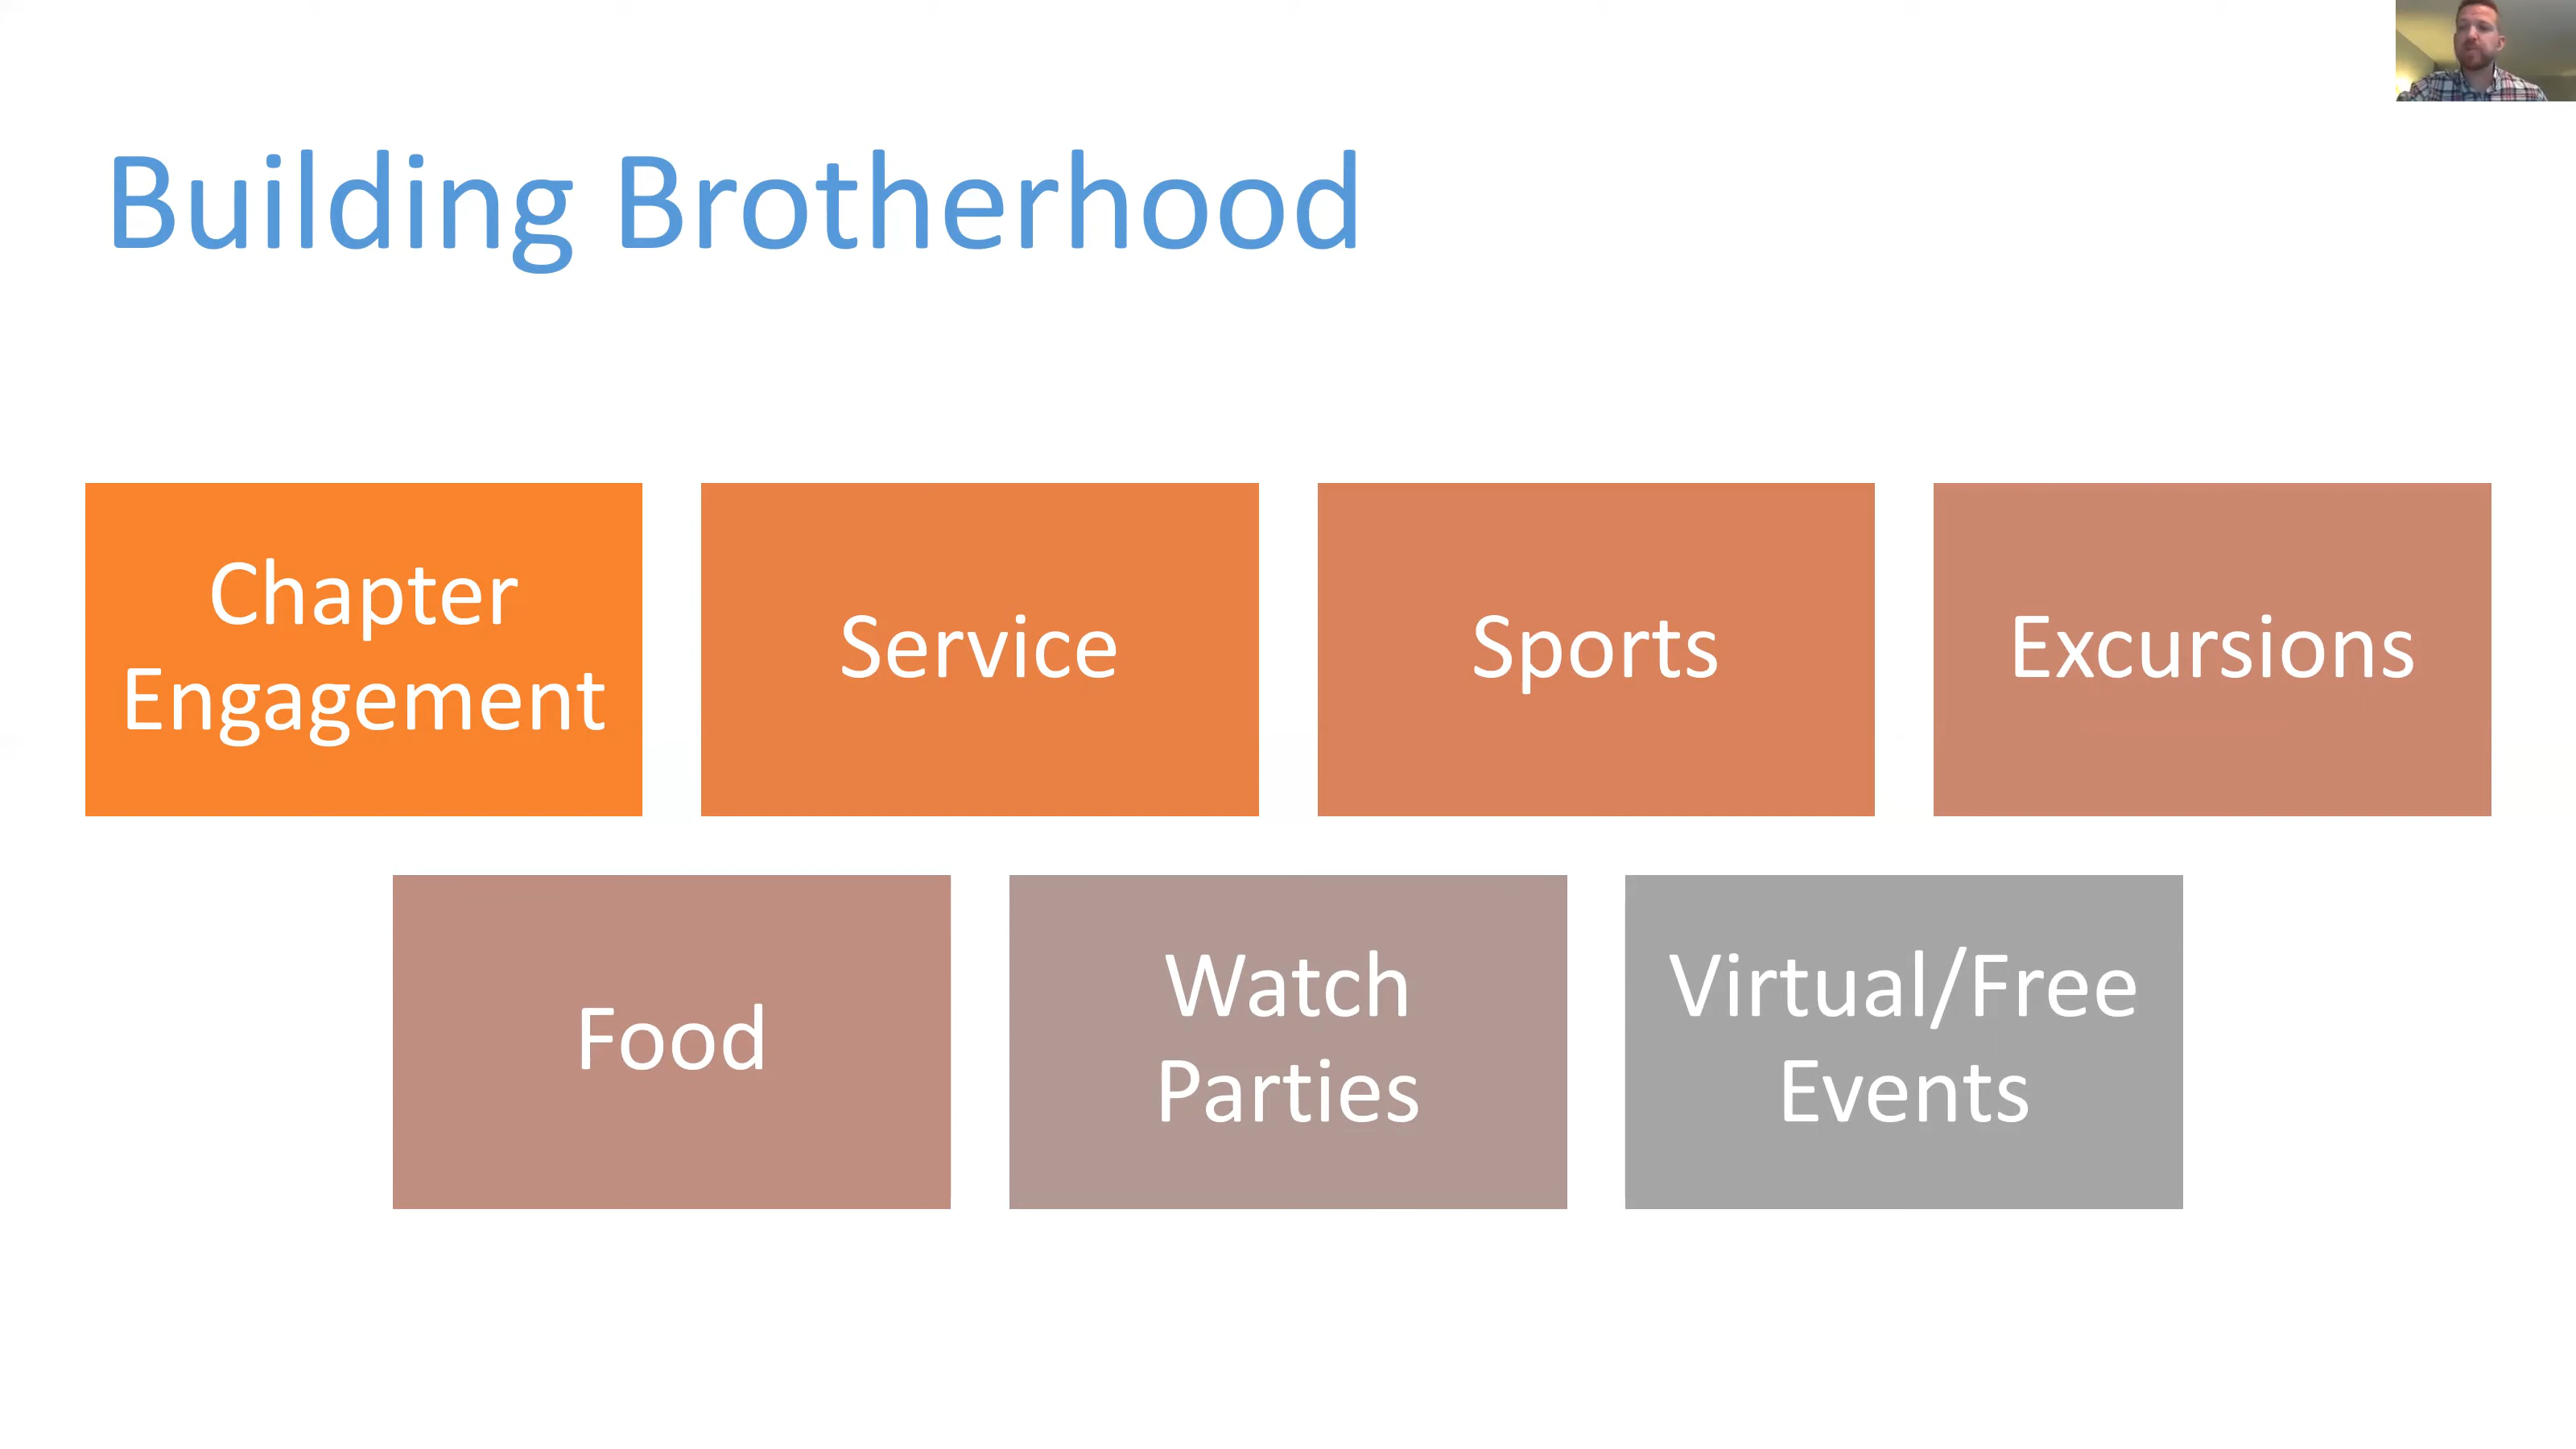 Building Brotherhood
Chapter
Engagement
Service
Sports
Excursions
Food
Watch
Parties
Virtual/Free
Events